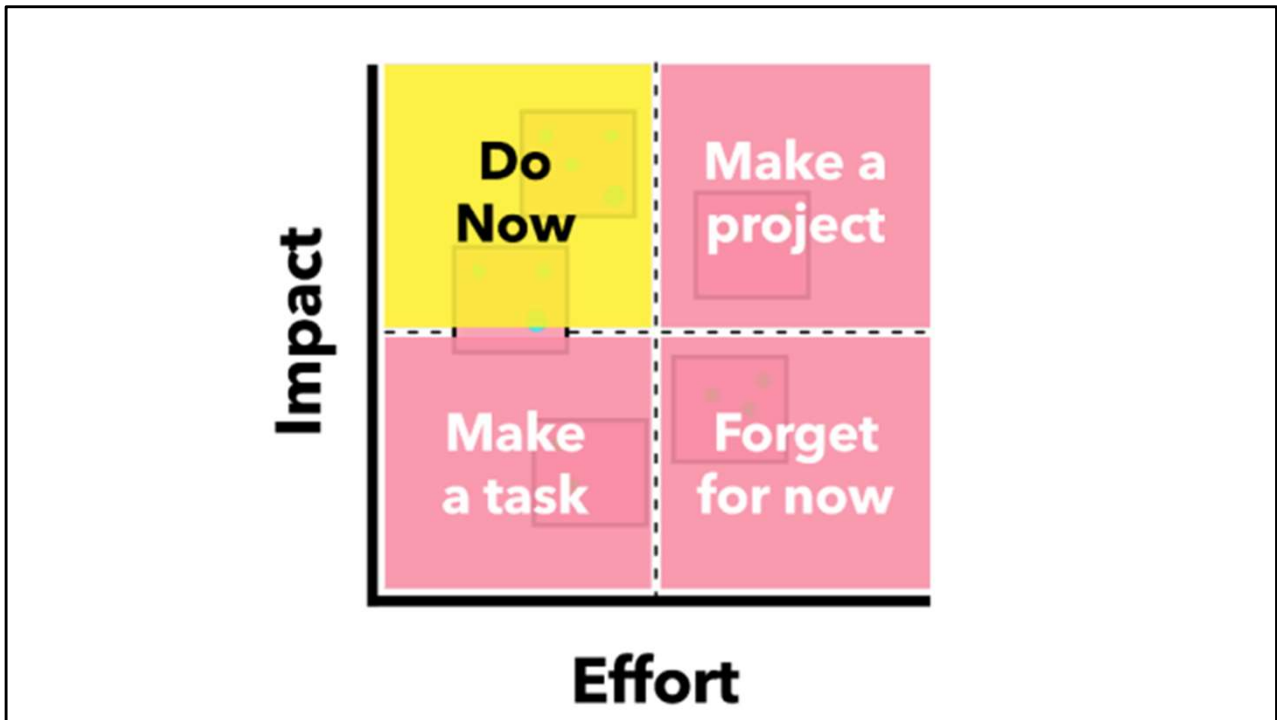 Do
Now
Make a
project
Impact
Make
a task
Forget
for now
Effort